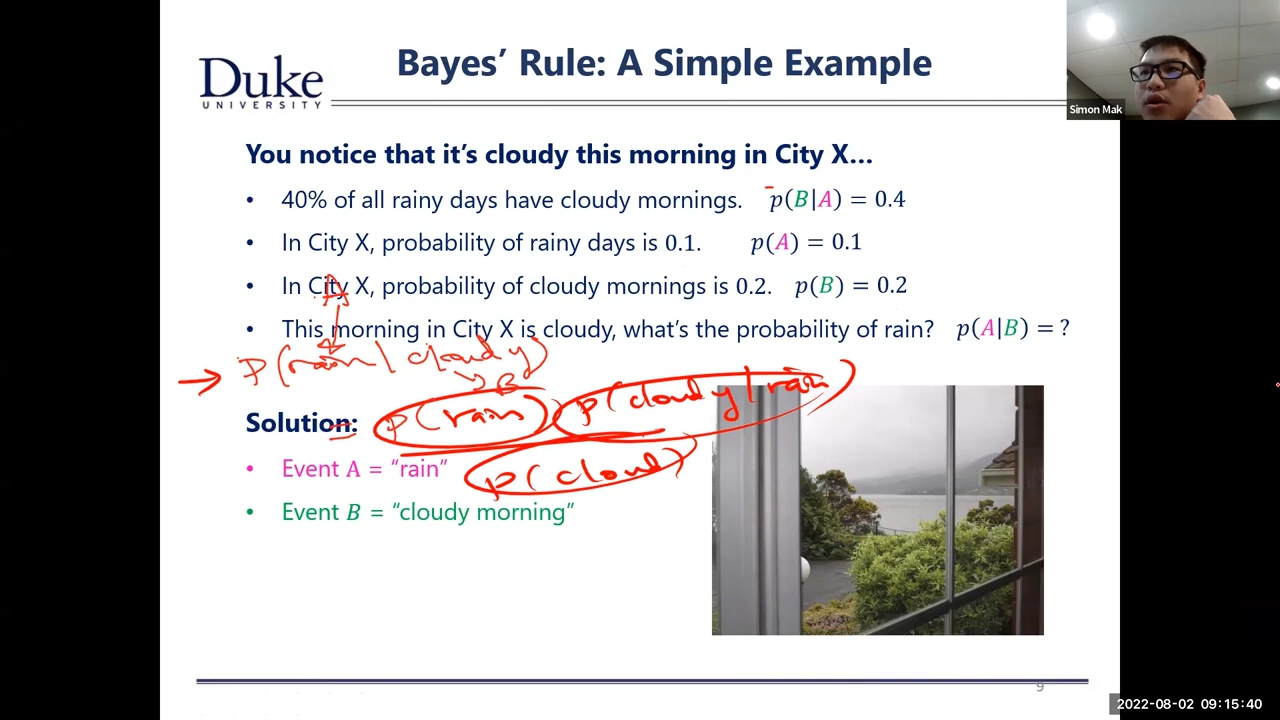 Duke
UNIVERSITY
Bayes’ Rule: A Simple Example
Simon Mak
You notice that it’s cloudy this morning in City X…
• 40% of all rainy days have cloudy mornings. p(B|A) = 0.4
• In City X, probability of rainy days is 0.1. p(A) = 0.1
• In City X, probability of cloudy mornings is 0.2. p(B) = 0.2
A
• This morning in City X is cloudy, what’s the probability of rain? p(A|B) = ?
→ P(rain | cloudy)
B
Solution: = p(rain) p(cloudy | rain)
p(cloud)
• Event A = “rain”
• Event B = “cloudy morning”
9
2022-08-02 09:15:40